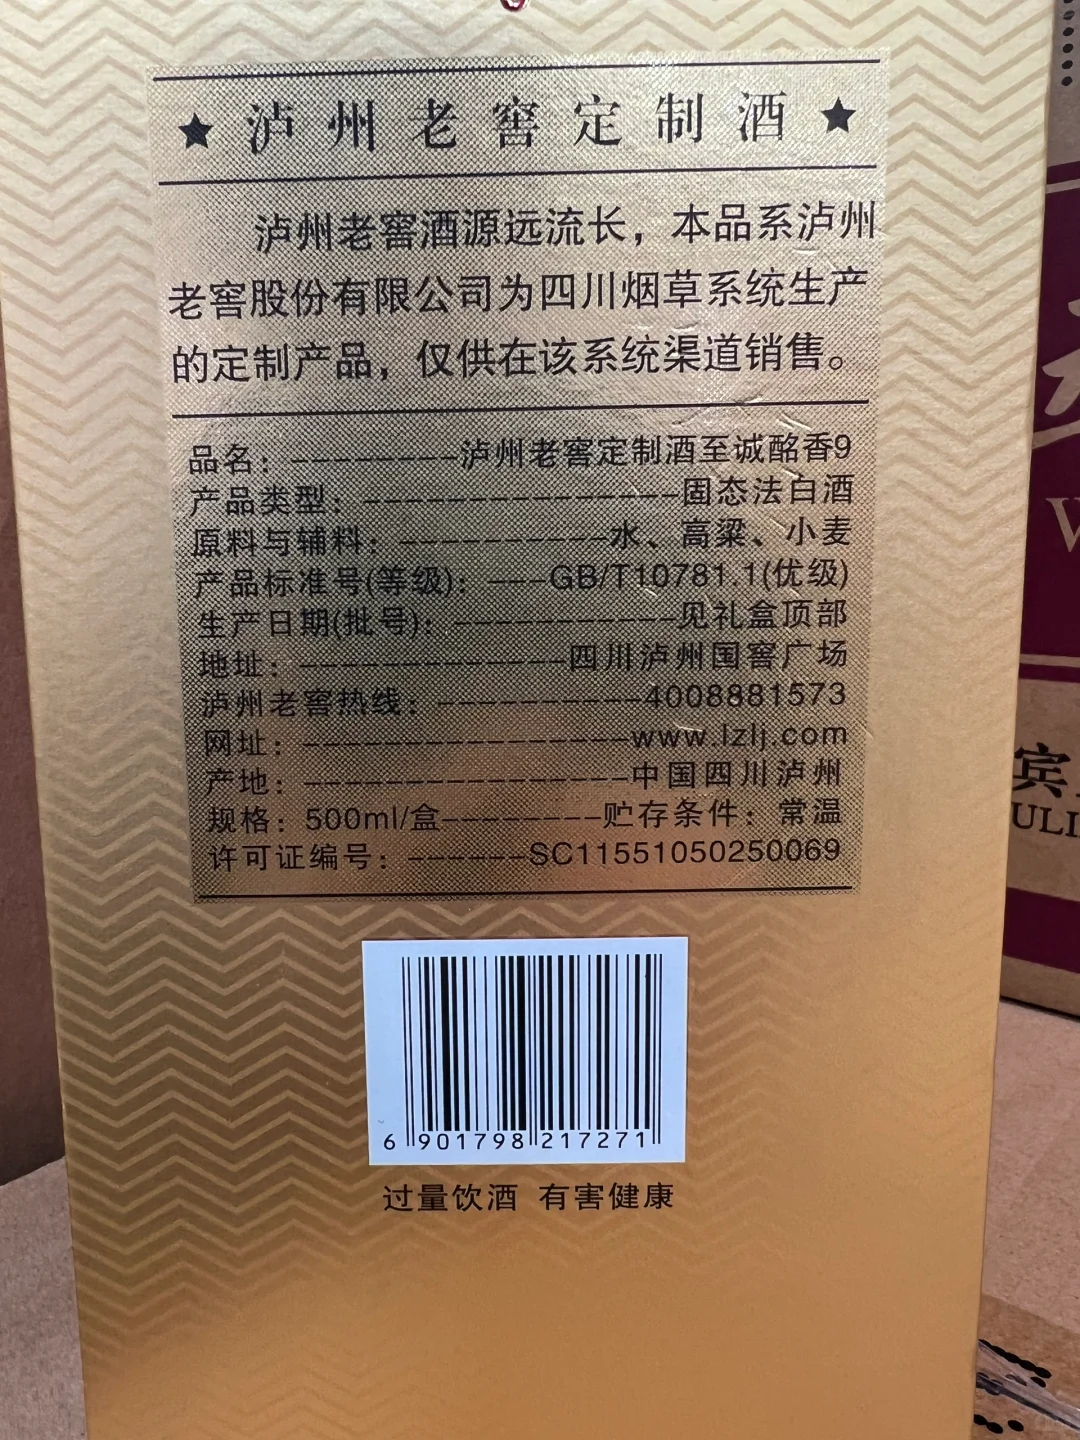 ★ 泸州老窖定制酒 ★
泸州老窖酒源远流长，本品系泸州
老窖股份有限公司为四川烟草系统生产
的定制产品，仅供在该系统渠道销售。
品名：---------泸州老窖定制酒至诚酩香9
产品类型：-----------------固态法白酒
原料与辅料：-----------水、高粱、小麦
产品标准号(等级)：---GB/T10781.1(优级)
生产日期(批号)：------------见礼盒顶部
地址：--------------四川泸州国窖广场
泸州老窖热线：-----------4008881573
网址：-----------------www.lzlj.com
产地：-----------------中国四川泸州
规格：500ml/盒--------贮存条件：常温
许可证编号：------SC11551050250069
6 901798 217271
过量饮酒 有害健康
宾
ULI